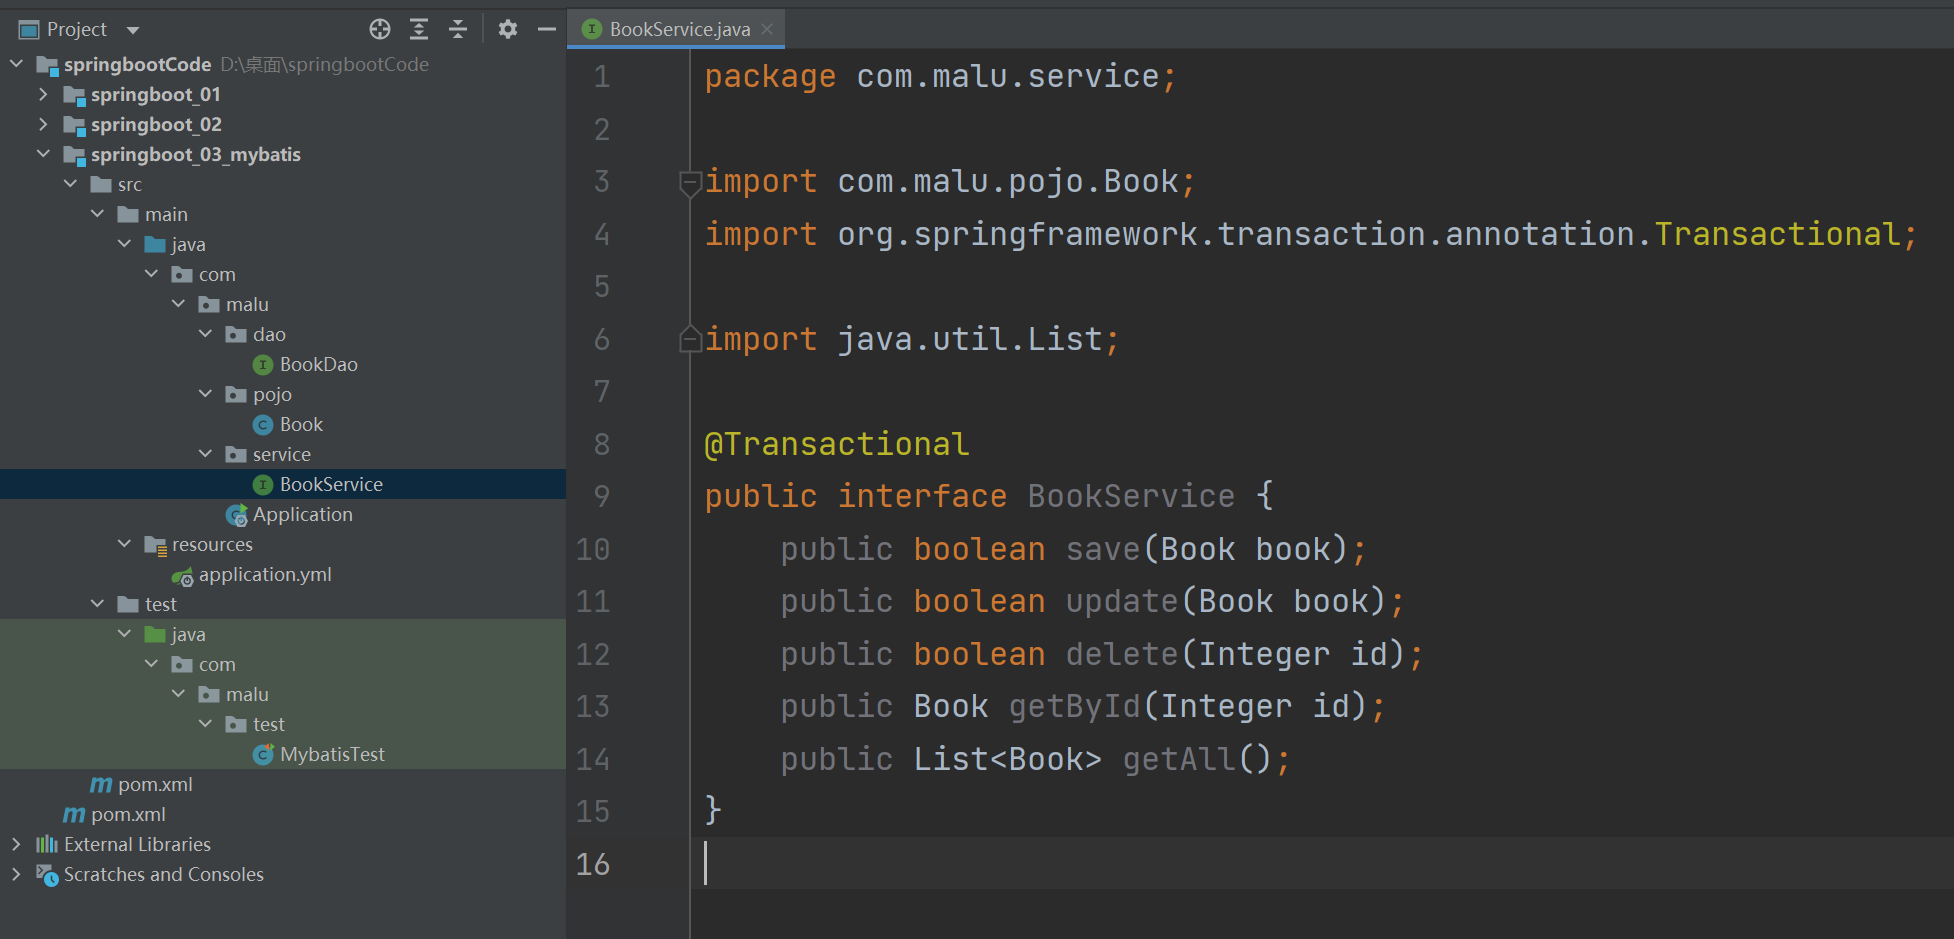 Project
springbootCode D:\桌面\springbootCode
springboot_01
springboot_02
springboot_03_mybatis
src
main
java
com
malu
dao
BookDao
pojo
Book
service
BookService
Application
resources
application.yml
test
java
com
malu
test
MybatisTest
pom.xml
pom.xml
External Libraries
Scratches and Consoles
BookService.java
1 package com.malu.service;
2
3 import com.malu.pojo.Book;
4 import org.springframework.transaction.annotation.Transactional;
5
6 import java.util.List;
7
8 @Transactional
9 public interface BookService {
10 public boolean save(Book book);
11 public boolean update(Book book);
12 public boolean delete(Integer id);
13 public Book getById(Integer id);
14 public List<Book> getAll();
15 }
16